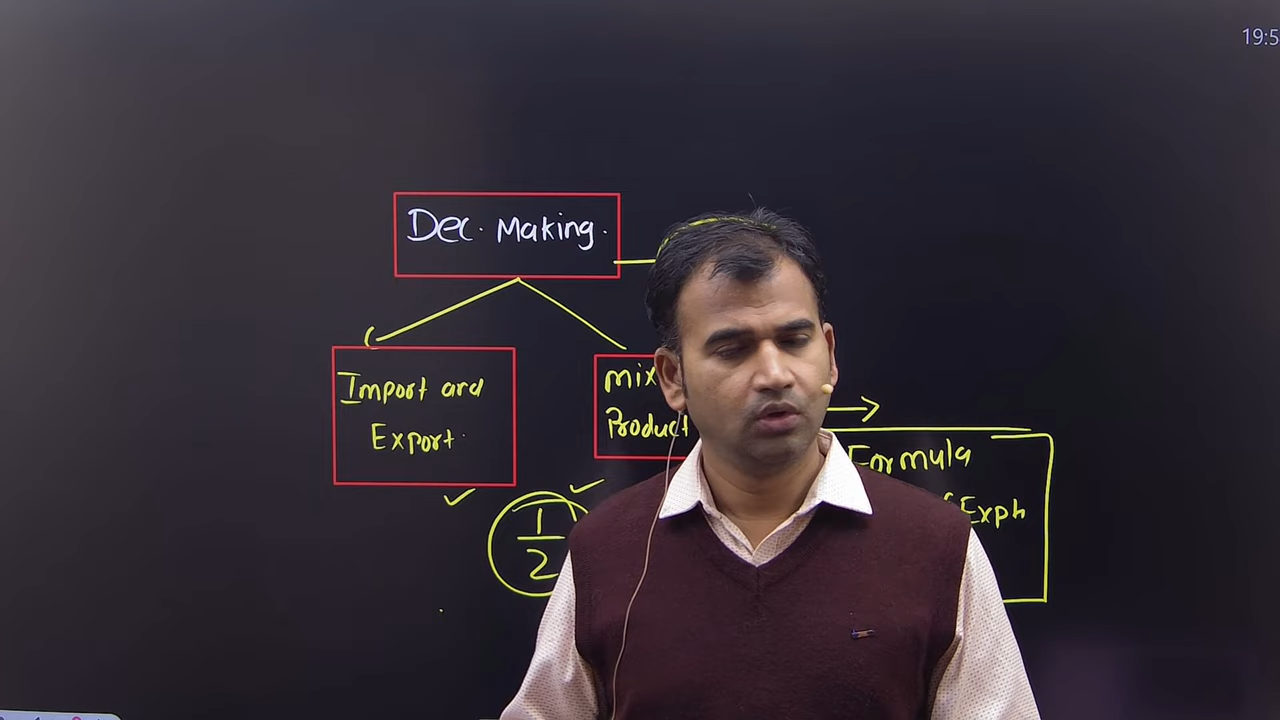 19:5
Dec. Making.
Import and
Export.
Mix
Product
Formula
Exph
1
2